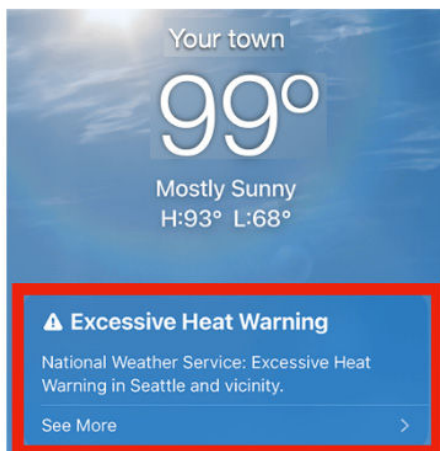 Your town
99°
Mostly Sunny
H:93° L:68°
Excessive Heat Warning
National Weather Service: Excessive Heat
Warning in Seattle and vicinity.
See More